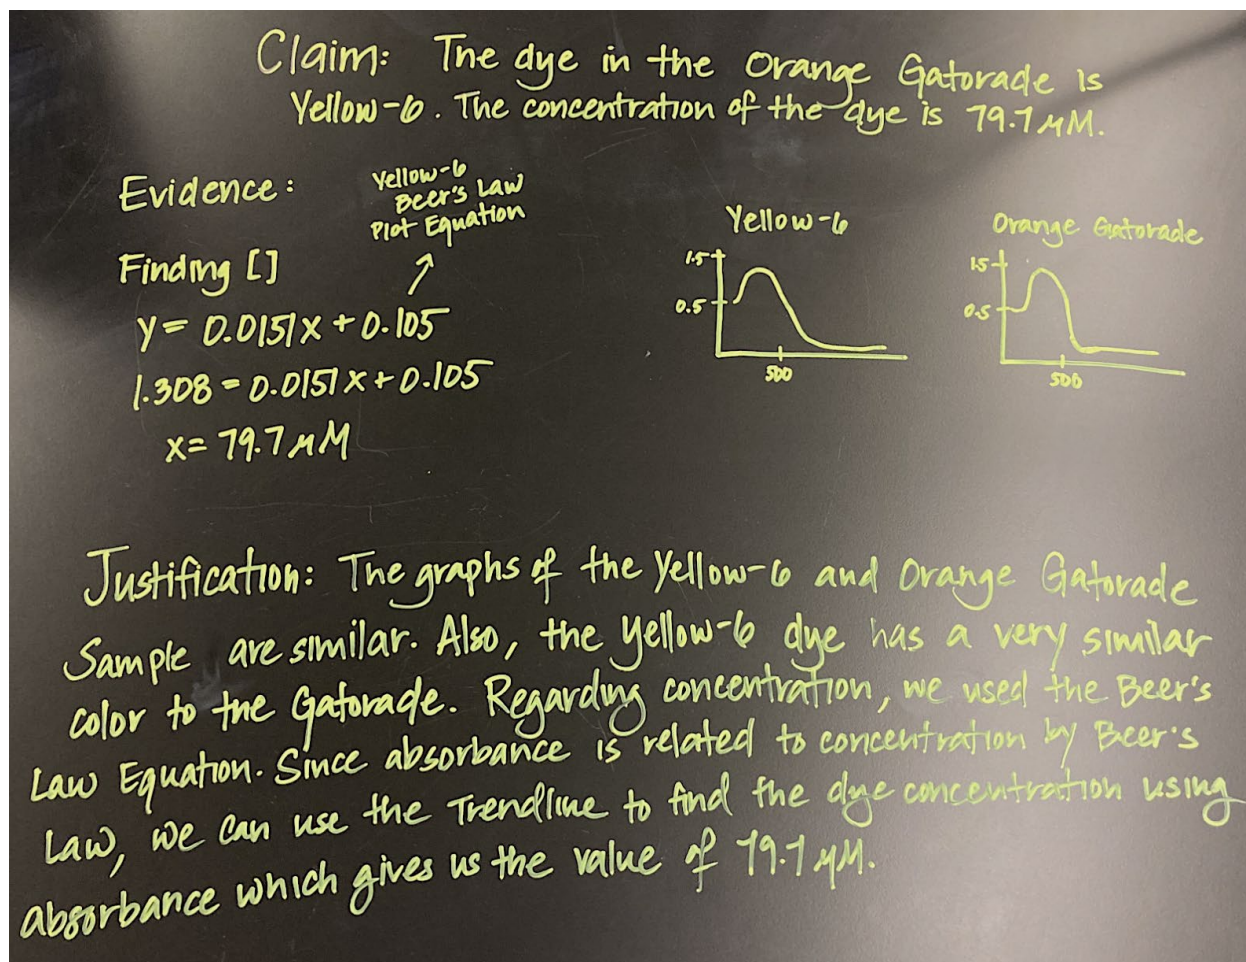 Claim: The dye in the Orange Gatorade is
Yellow-6. The concentration of the dye is 79.7 μM.
Evidence:
Yellow-6
Beer's Law
Plot Equation
Finding []
y = 0.0151x + 0.105
1.308 = 0.0151x + 0.105
x = 79.7 μM
Yellow-6
1.5
0.5
500
Orange Gatorade
1.5
0.5
500
Justification: The graphs of the Yellow-6 and Orange Gatorade
Sample are similar. Also, the Yellow-6 dye has a very similar
color to the Gatorade. Regarding concentration, we used the Beer's
Law Equation. Since absorbance is related to concentration by Beer's
Law, we can use the Trendline to find the dye concentration using
absorbance which gives us the value of 79.7 μM.